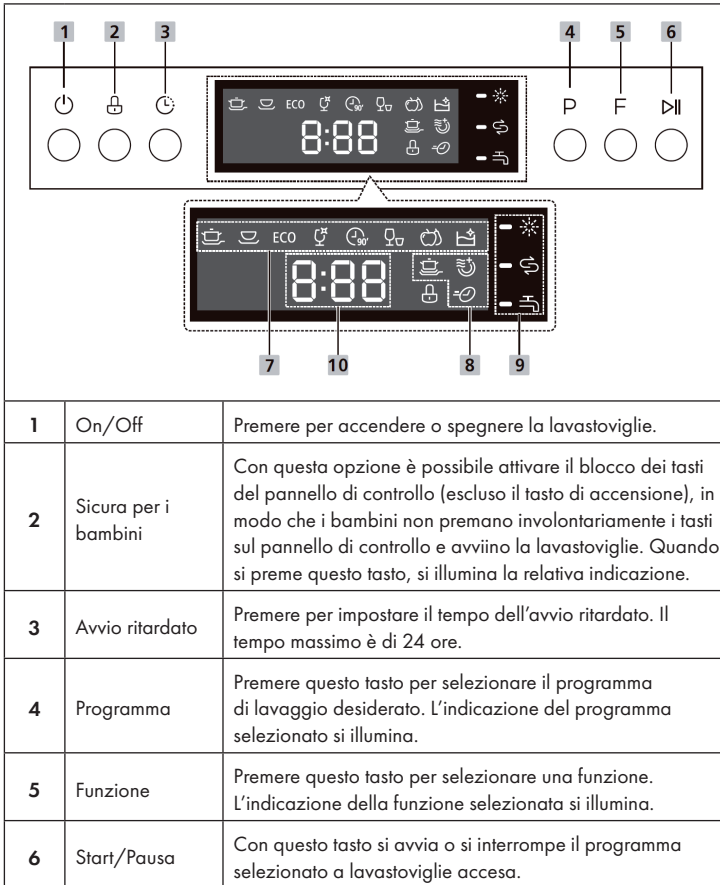 1 2 3 4 5 6
P F
ECO 90'
8:88
ECO 90'
8:88
7 10 8 9
1 On/Off Premere per accendere o spegnere la lavastoviglie.
2 Sicura per i bambini Con questa opzione è possibile attivare il blocco dei tasti
del pannello di controllo (escluso il tasto di accensione), in
modo che i bambini non premano involontariamente i tasti
sul pannello di controllo e avviino la lavastoviglie. Quando
si preme questo tasto, si illumina la relativa indicazione.
3 Avvio ritardato Premere per impostare il tempo dell’avvio ritardato. Il
tempo massimo è di 24 ore.
4 Programma Premere questo tasto per selezionare il programma
di lavaggio desiderato. L’indicazione del programma
selezionato si illumina.
5 Funzione Premere questo tasto per selezionare una funzione.
L’indicazione della funzione selezionata si illumina.
6 Start/Pausa Con questo tasto si avvia o si interrompe il programma
selezionato a lavastoviglie accesa.